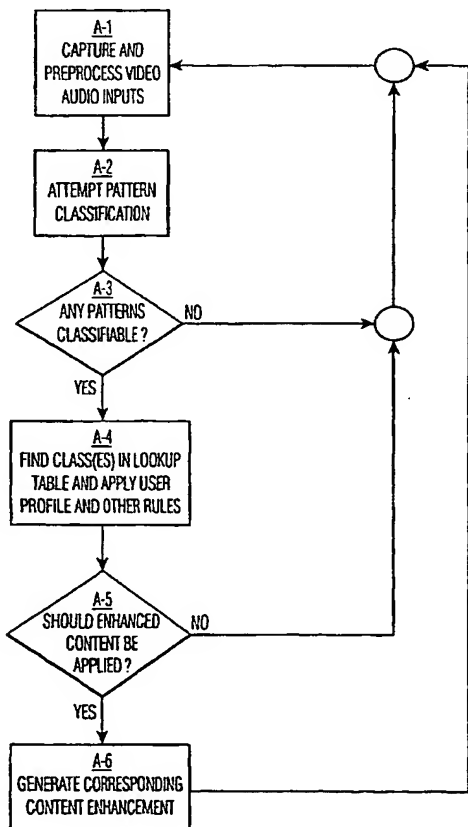 A-1
CAPTURE AND
PREPROCESS VIDEO
AUDIO INPUTS
A-2
ATTEMPT PATTERN
CLASSIFICATION
A-3
ANY PATTERNS
CLASSIFIABLE ?
NO
YES
A-4
FIND CLASS(ES) IN LOOKUP
TABLE AND APPLY USER
PROFILE AND OTHER RULES
A-5
SHOULD ENHANCED
CONTENT BE
APPLIED ?
NO
YES
A-6
GENERATE CORRESPONDING
CONTENT ENHANCEMENT